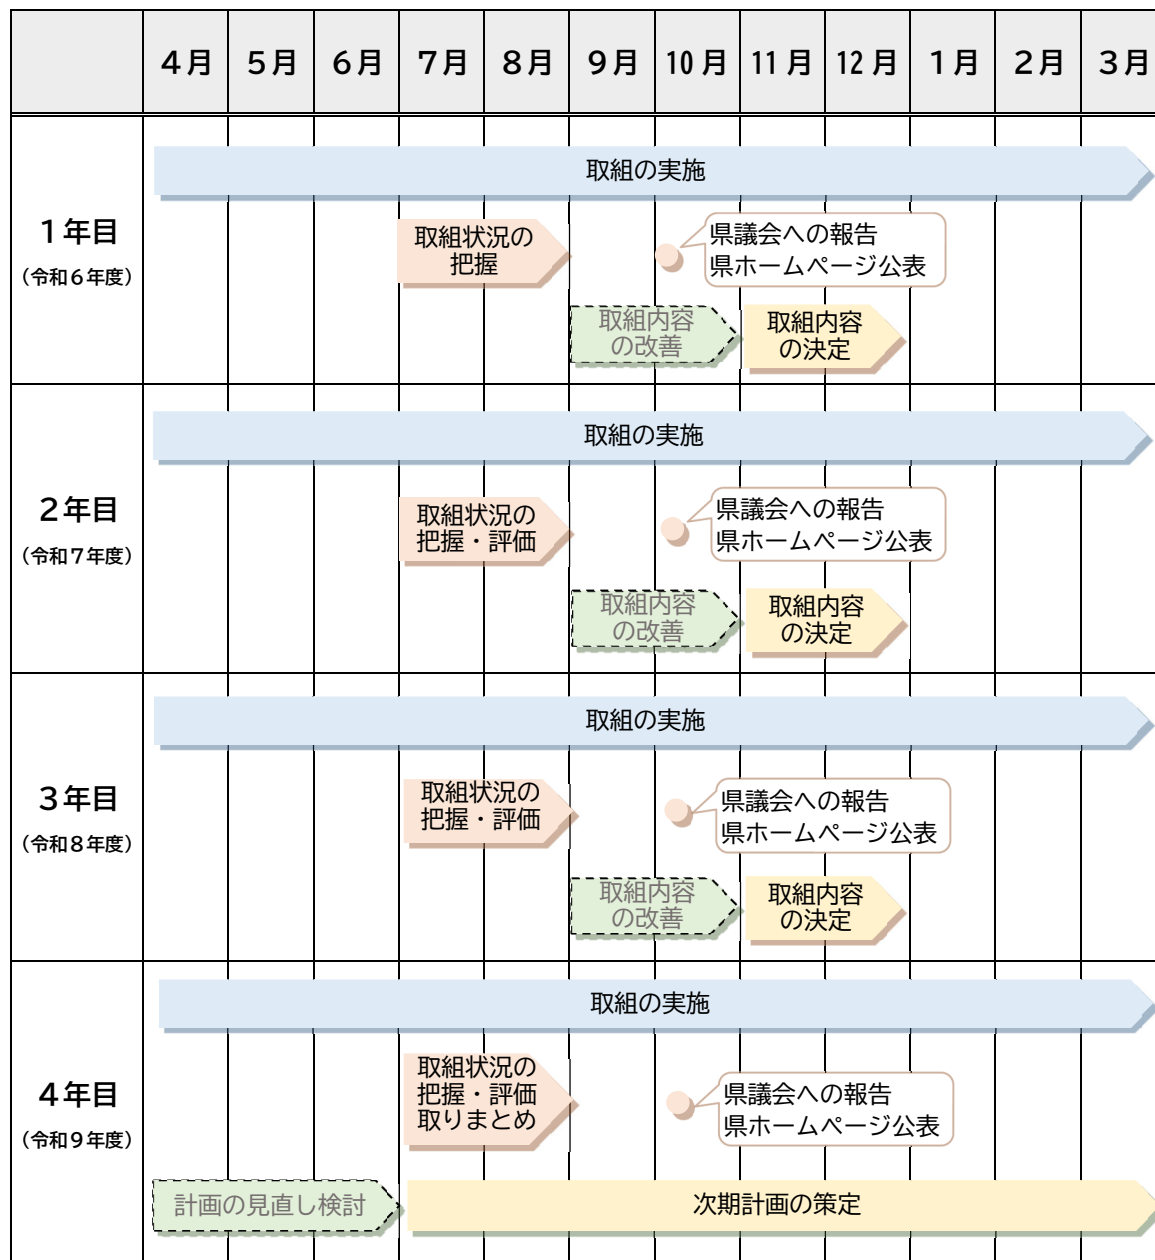 4月 5月 6月 7月 8月 9月 10月 11月 12月 1月 2月 3月
1年目
(令和6年度)
取組の実施
取組状況の
把握
県議会への報告
県ホームページ公表
取組内容
の改善
取組内容
の決定
2年目
(令和7年度)
取組の実施
取組状況の
把握・評価
県議会への報告
県ホームページ公表
取組内容
の改善
取組内容
の決定
3年目
(令和8年度)
取組の実施
取組状況の
把握・評価
県議会への報告
県ホームページ公表
取組内容
の改善
取組内容
の決定
4年目
(令和9年度)
取組の実施
取組状況の
把握・評価
取りまとめ
県議会への報告
県ホームページ公表
計画の見直し検討
次期計画の策定